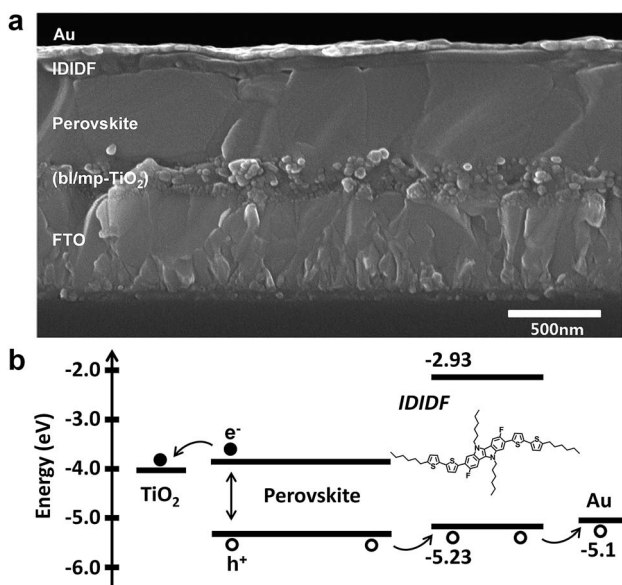 a
Au
IDIDF
Perovskite
(bl/mp-TiO₂)
FTO
500nm
b
Energy (eV)
-2.0
-3.0
-4.0
-5.0
-6.0
TiO₂
e⁻
Perovskite
h⁺
-2.93
IDIDF
S
S
N
F
F
N
S
S
-5.23
Au
-5.1